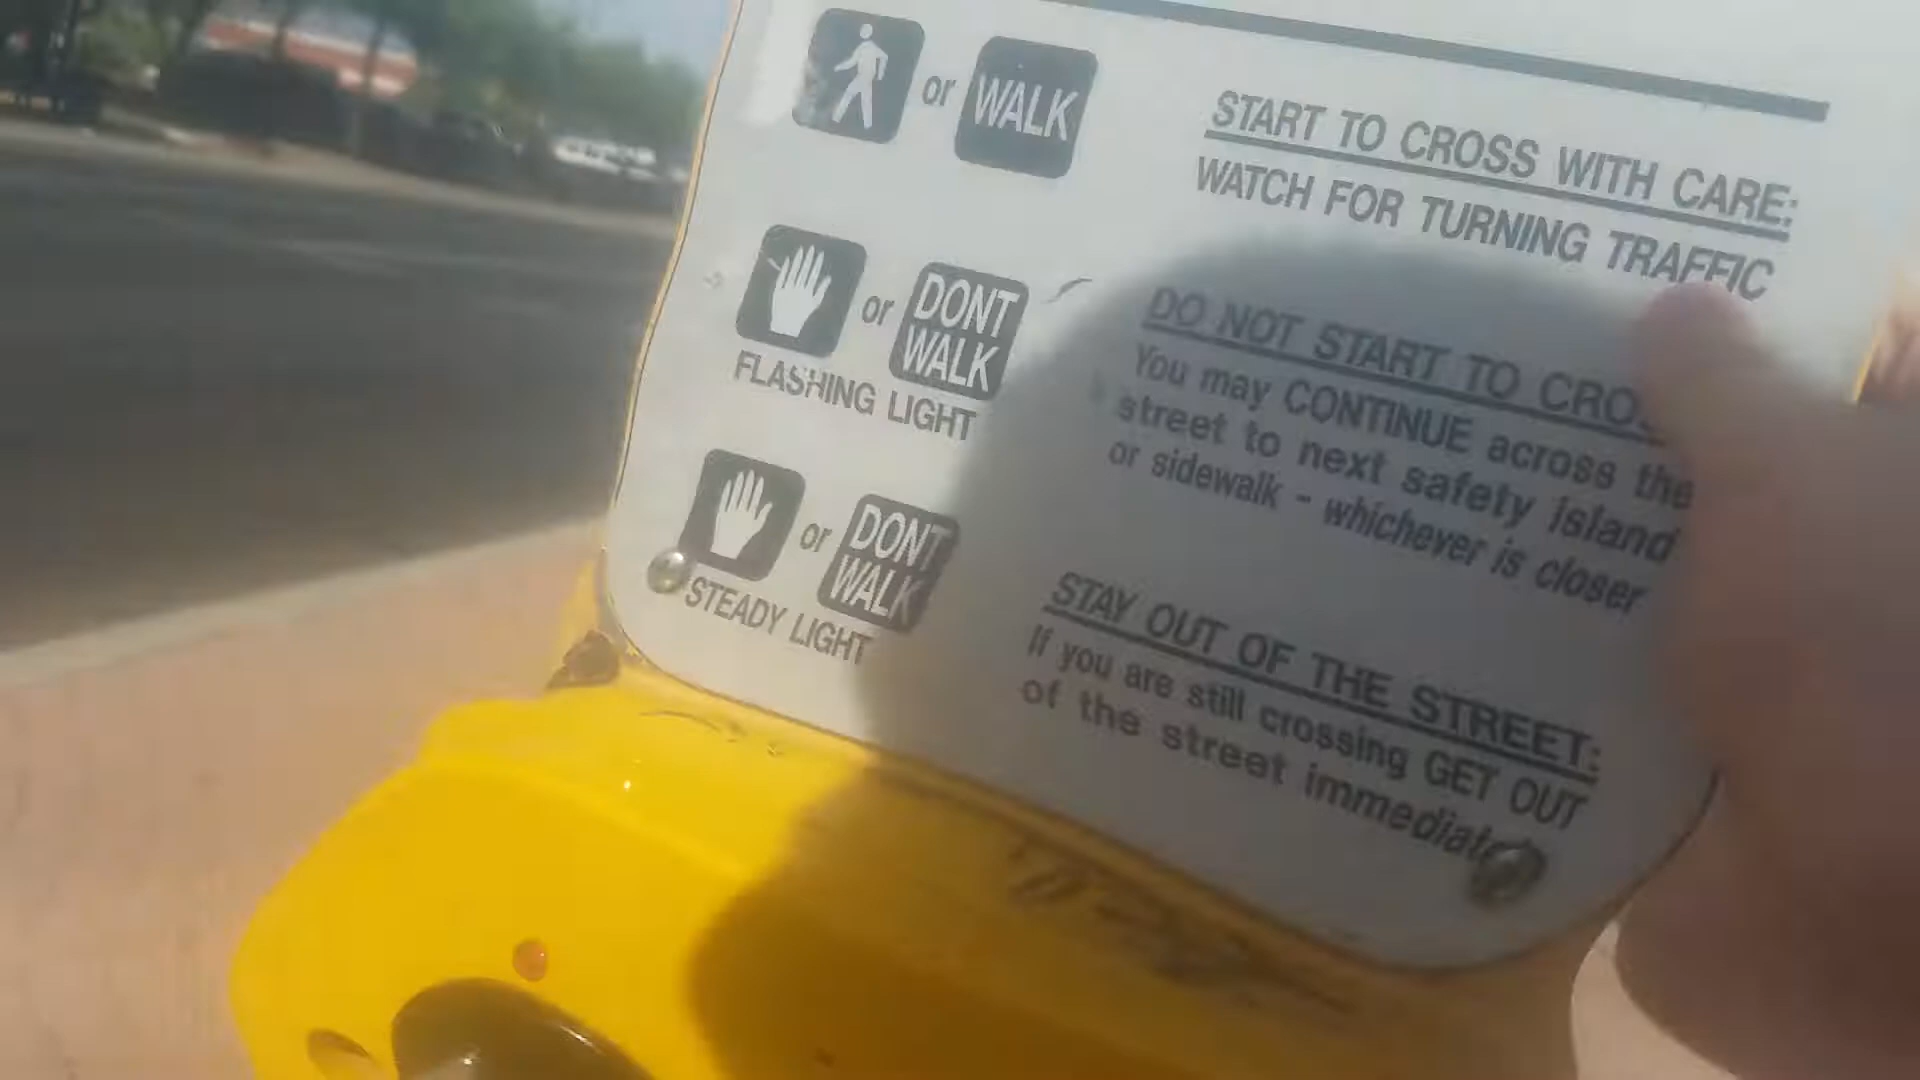 or WALK
START TO CROSS WITH CARE:
WATCH FOR TURNING TRAFFIC
or DONT
WALK
FLASHING LIGHT
DO NOT START TO
You may CONTINUE across the
street to next safety island
or sidewalk - whichever is closer
or DONT
WALK
STEADY LIGHT
STAY OUT OF THE STREET:
If you are still crossing GET OUT
of the street